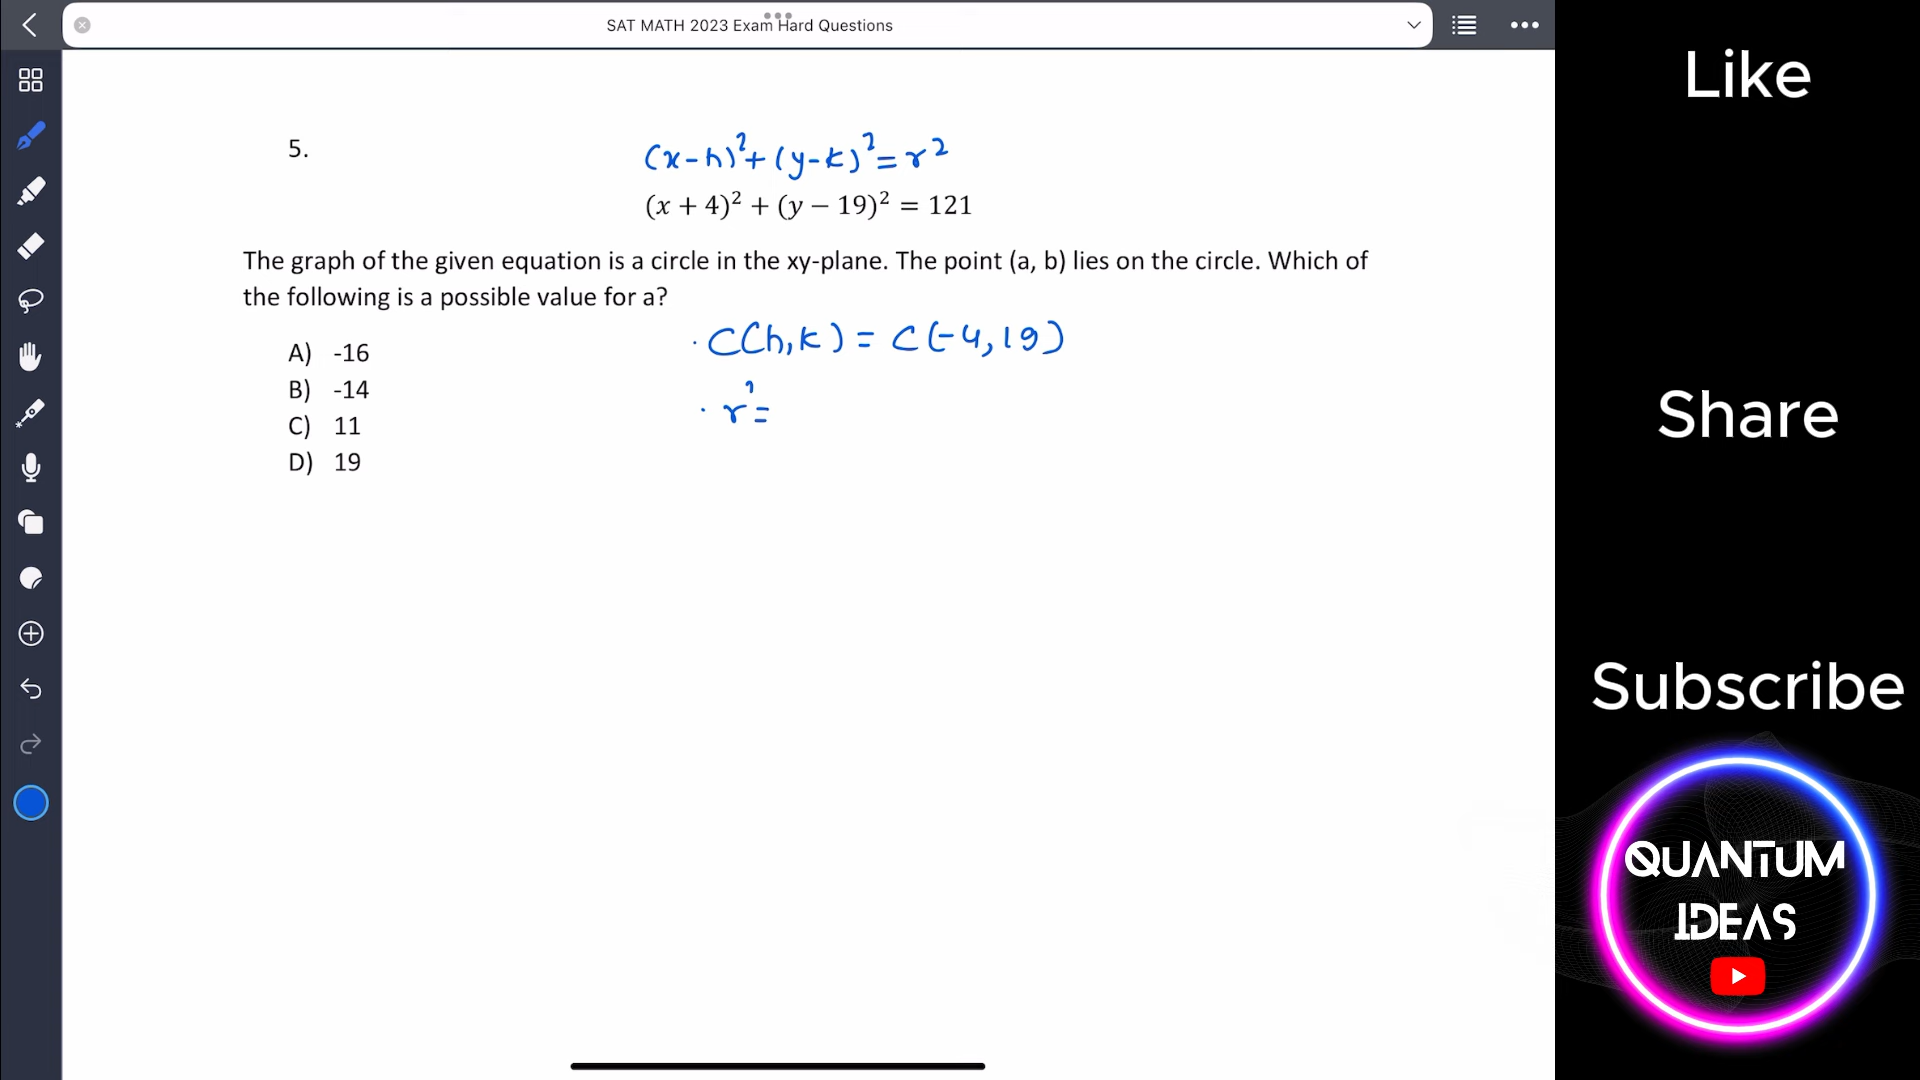 SAT MATH 2023 Exam Hard Questions
5.
(x-h)²+(y-k)²=r²
(x + 4)² + (y − 19)² = 121
The graph of the given equation is a circle in the xy-plane. The point (a, b) lies on the circle. Which of
the following is a possible value for a?
A) -16
B) -14
C) 11
D) 19
· C(h,k) = C(-4,19)
· r =
Like
Share
Subscribe
QUANTUM
IDEAS